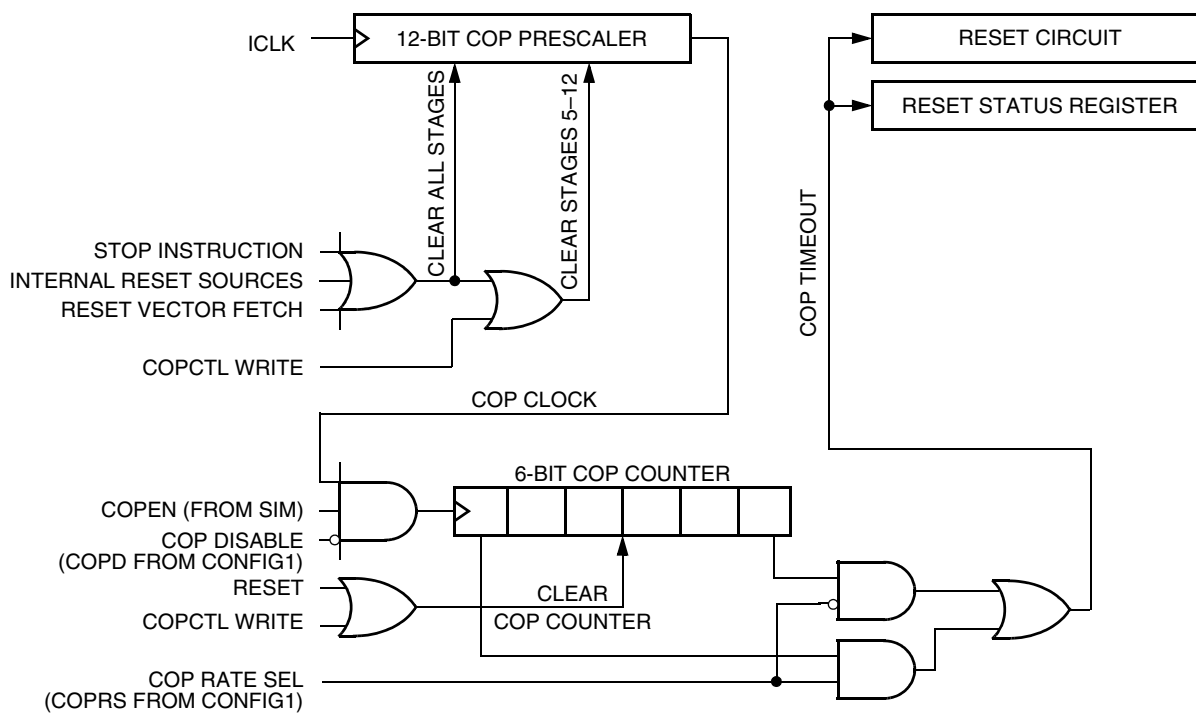 ICLK
12-BIT COP PRESCALER
RESET CIRCUIT
RESET STATUS REGISTER
CLEAR ALL STAGES
CLEAR STAGES 5–12
STOP INSTRUCTION
INTERNAL RESET SOURCES
RESET VECTOR FETCH
COPCTL WRITE
COP TIMEOUT
COP CLOCK
6-BIT COP COUNTER
COPEN (FROM SIM)
COP DISABLE
(COPD FROM CONFIG1)
RESET
COPCTL WRITE
CLEAR
COP COUNTER
COP RATE SEL
(COPRS FROM CONFIG1)